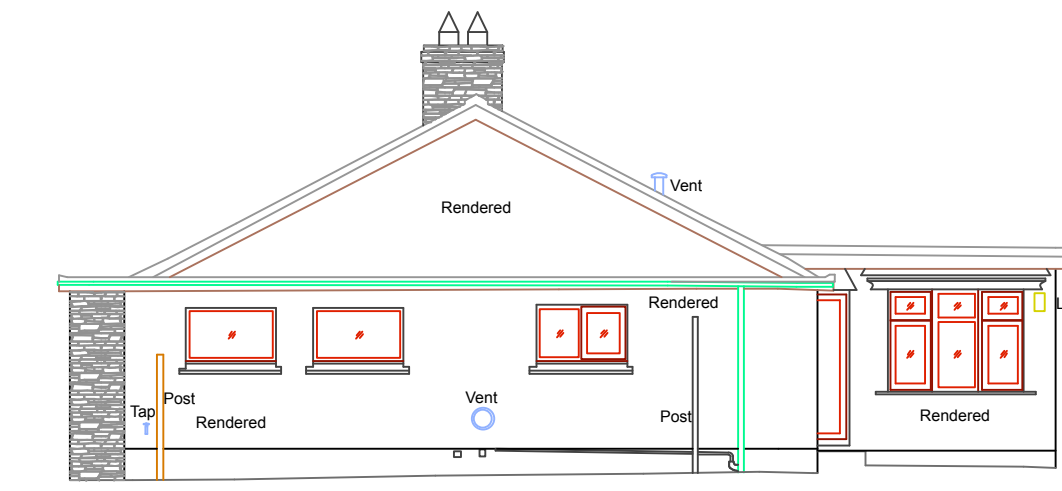 Vent
Rendered
Rendered
Post
Vent
Tap
Rendered
Post
Rendered
L